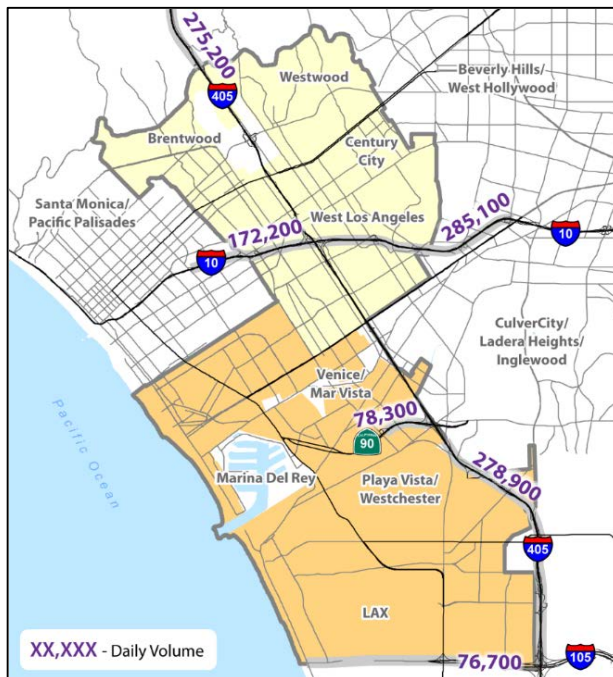 275,200
Westwood
405
Beverly Hills/
West Hollywood
Brentwood
Century
City
Santa Monica/
Pacific Palisades
West Los Angeles
172,200
285,100
10
10
CulverCity/
Ladera Heights/
Inglewood
Venice/
Mar Vista
78,300
90
Pacific Ocean
Marina Del Rey
Playa Vista/
Westchester
278,900
405
LAX
XX,XXX - Daily Volume
76,700
105